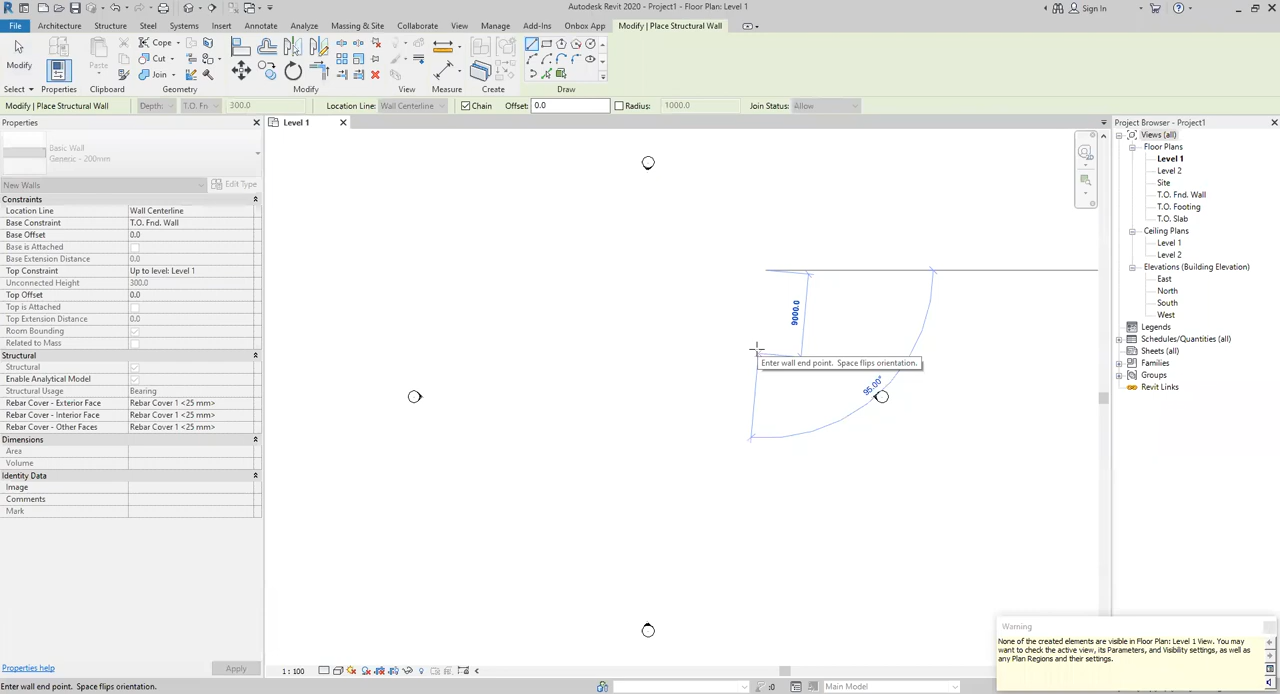 Autodesk Revit 2020 - Project1 - Floor Plan: Level 1
Sign In
File Architecture Structure Steel Systems Insert Annotate Analyze Massing & Site Collaborate View Manage Add-Ins Onbox App Modify | Place Structural Wall
Modify
Paste
Cope
Cut
Join
Select Properties Clipboard Geometry Modify View Measure Create Draw
Modify | Place Structural Wall Depth: T.O. Fn 300.0 Location Line: Wall Centerline Chain Offset: 0.0 Radius: 1000.0 Join Status: Allow
Properties
Basic Wall
Generic - 200mm
New Walls Edit Type
Constraints
Location Line Wall Centerline
Base Constraint T.O. Fnd. Wall
Base Offset 0.0
Base is Attached
Base Extension Distance 0.0
Top Constraint Up to level: Level 1
Unconnected Height 300.0
Top Offset 0.0
Top is Attached
Top Extension Distance 0.0
Room Bounding
Related to Mass
Structural
Structural
Enable Analytical Model
Structural Usage Bearing
Rebar Cover - Exterior Face Rebar Cover 1 <25 mm>
Rebar Cover - Interior Face Rebar Cover 1 <25 mm>
Rebar Cover - Other Faces Rebar Cover 1 <25 mm>
Dimensions
Area
Volume
Identity Data
Image
Comments
Mark
Properties help Apply
Level 1
9000.0
Enter wall end point. Space flips orientation.
95.00°
Project Browser - Project1
Views (all)
Floor Plans
Level 1
Level 2
Site
T.O. Fnd. Wall
T.O. Footing
T.O. Slab
Ceiling Plans
Level 1
Level 2
Elevations (Building Elevation)
East
North
South
West
Legends
Schedules/Quantities (all)
Sheets (all)
Families
Groups
Revit Links
Warning
None of the created elements are visible in Floor Plan: Level 1 View. You may
want to check the active view, its Parameters, and Visibility settings, as well as
any Plan Regions and their settings.
1 : 100
Enter wall end point. Space flips orientation.
:0 Main Model